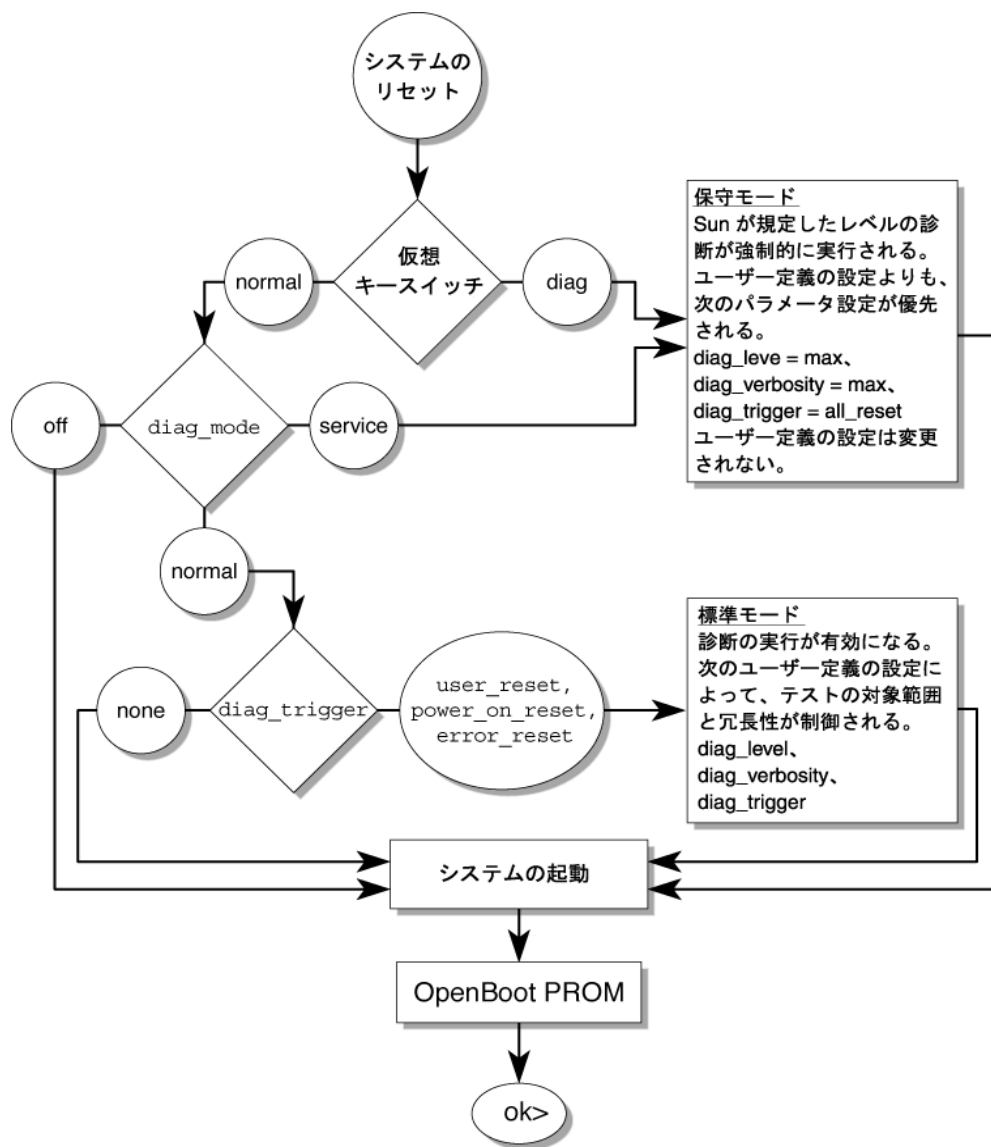 システムの
リセット
仮想
キースイッチ
normal
diag
保守モード
Sun が規定したレベルの診
断が強制的に実行される。
ユーザー定義の設定よりも、
次のパラメータ設定が優先
される。
diag_leve = max、
diag_verbosity = max、
diag_trigger = all_reset
ユーザー定義の設定は変更
されない。
off
diag_mode
service
normal
none
diag_trigger
user_reset,
power_on_reset,
error_reset
標準モード
診断の実行が有効になる。
次のユーザー定義の設定に
よって、テストの対象範囲
と冗長性が制御される。
diag_level、
diag_verbosity、
diag_trigger
システムの起動
OpenBoot PROM
ok>